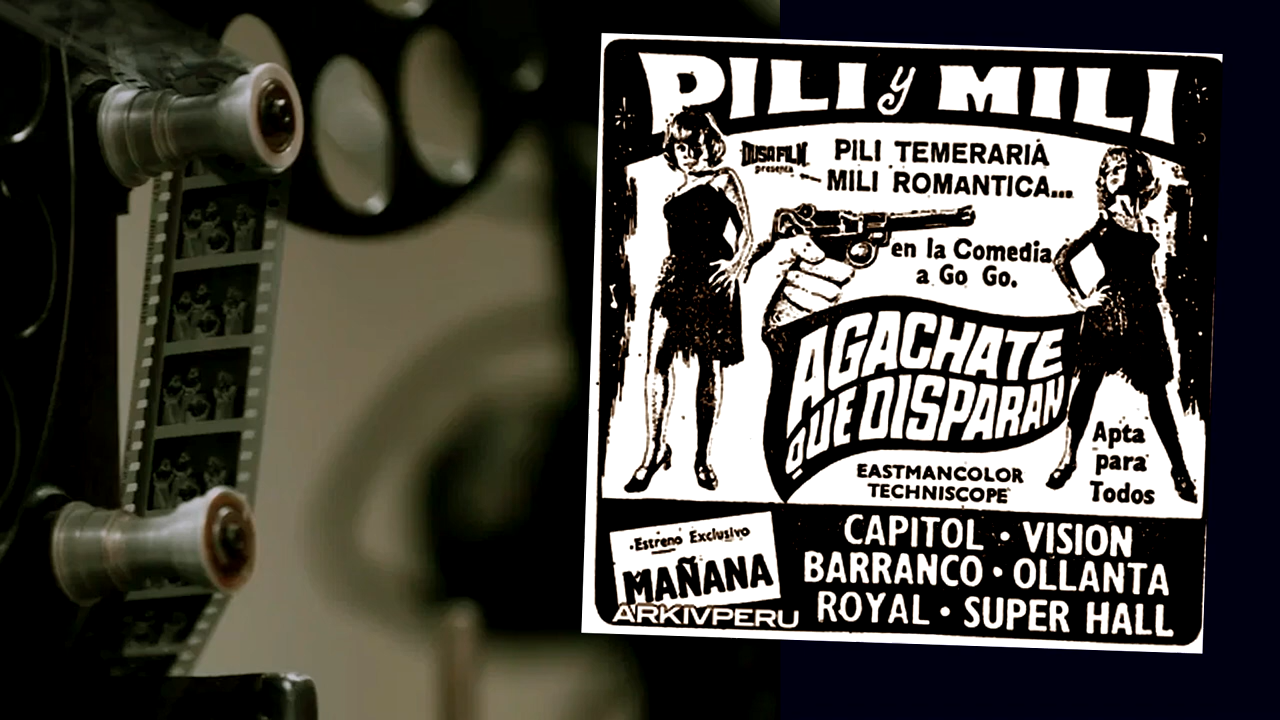 PILI y MILI
DUSAFILM
presenta
PILI TEMERARIA
MILI ROMANTICA...
en la Comedia
a Go Go.
AGACHATE
QUE DISPARAN
EASTMANCOLOR
TECHNISCOPE
Apta
para
Todos
Estreno Exclusivo
MAÑANA
ARKIVPERU
CAPITOL · VISION
BARRANCO · OLLANTA
ROYAL · SUPER HALL